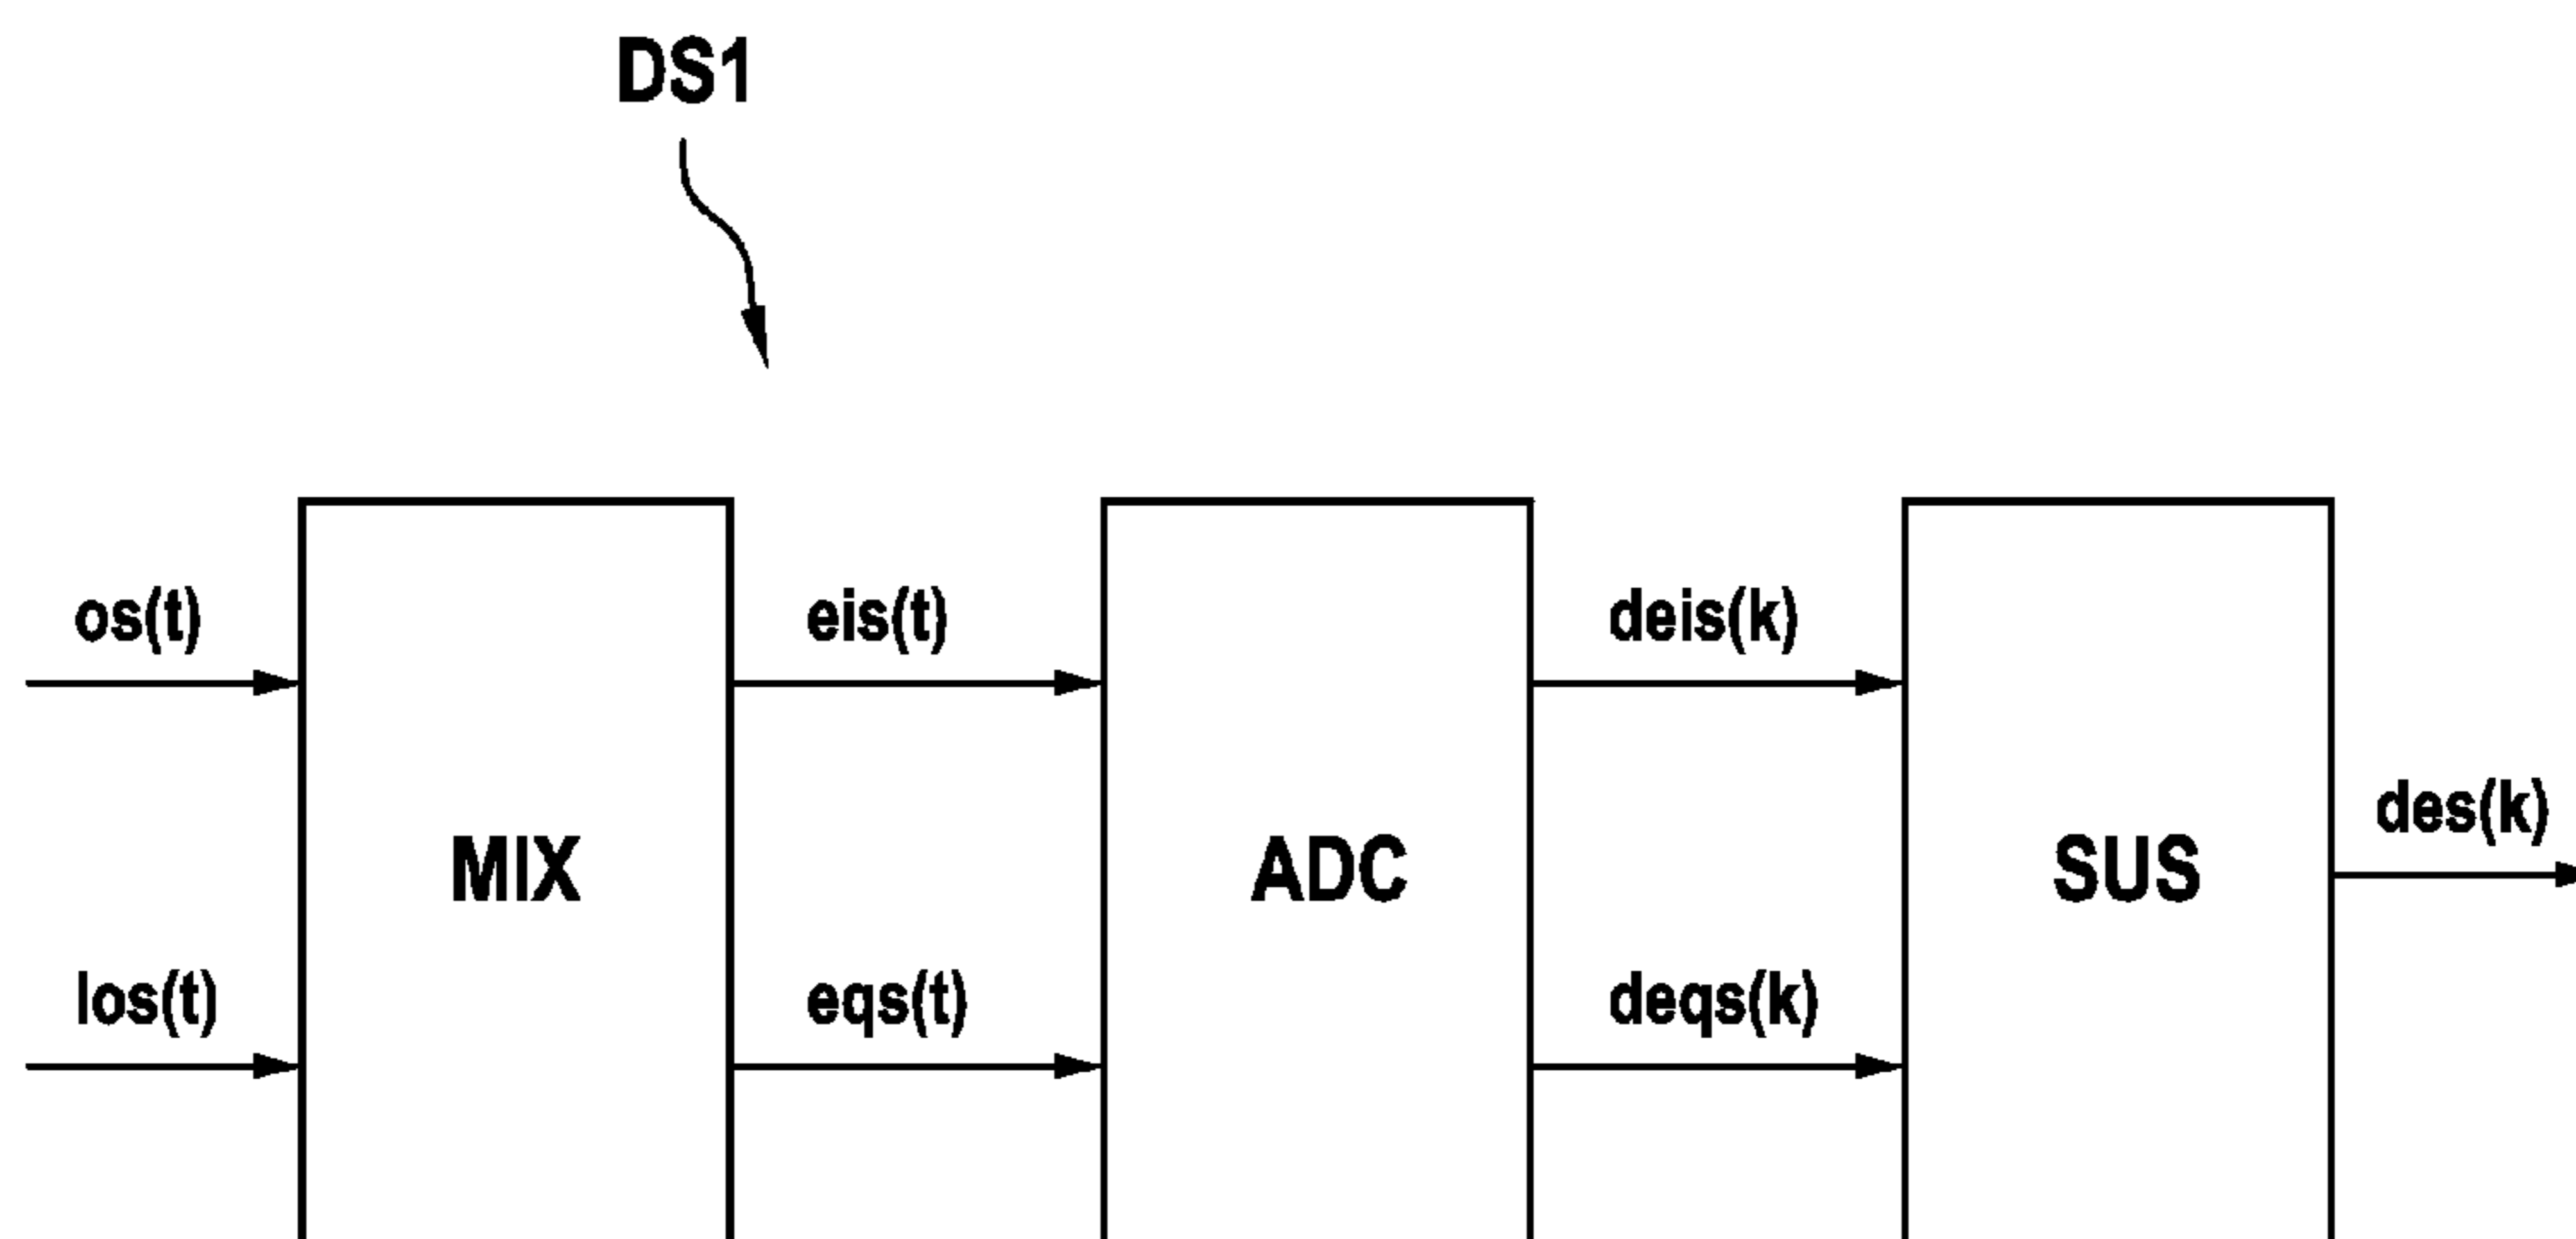 DS1
os(t)
eis(t)
deis(k)
MIX
ADC
SUS
des(k)
los(t)
eqs(t)
deqs(k)